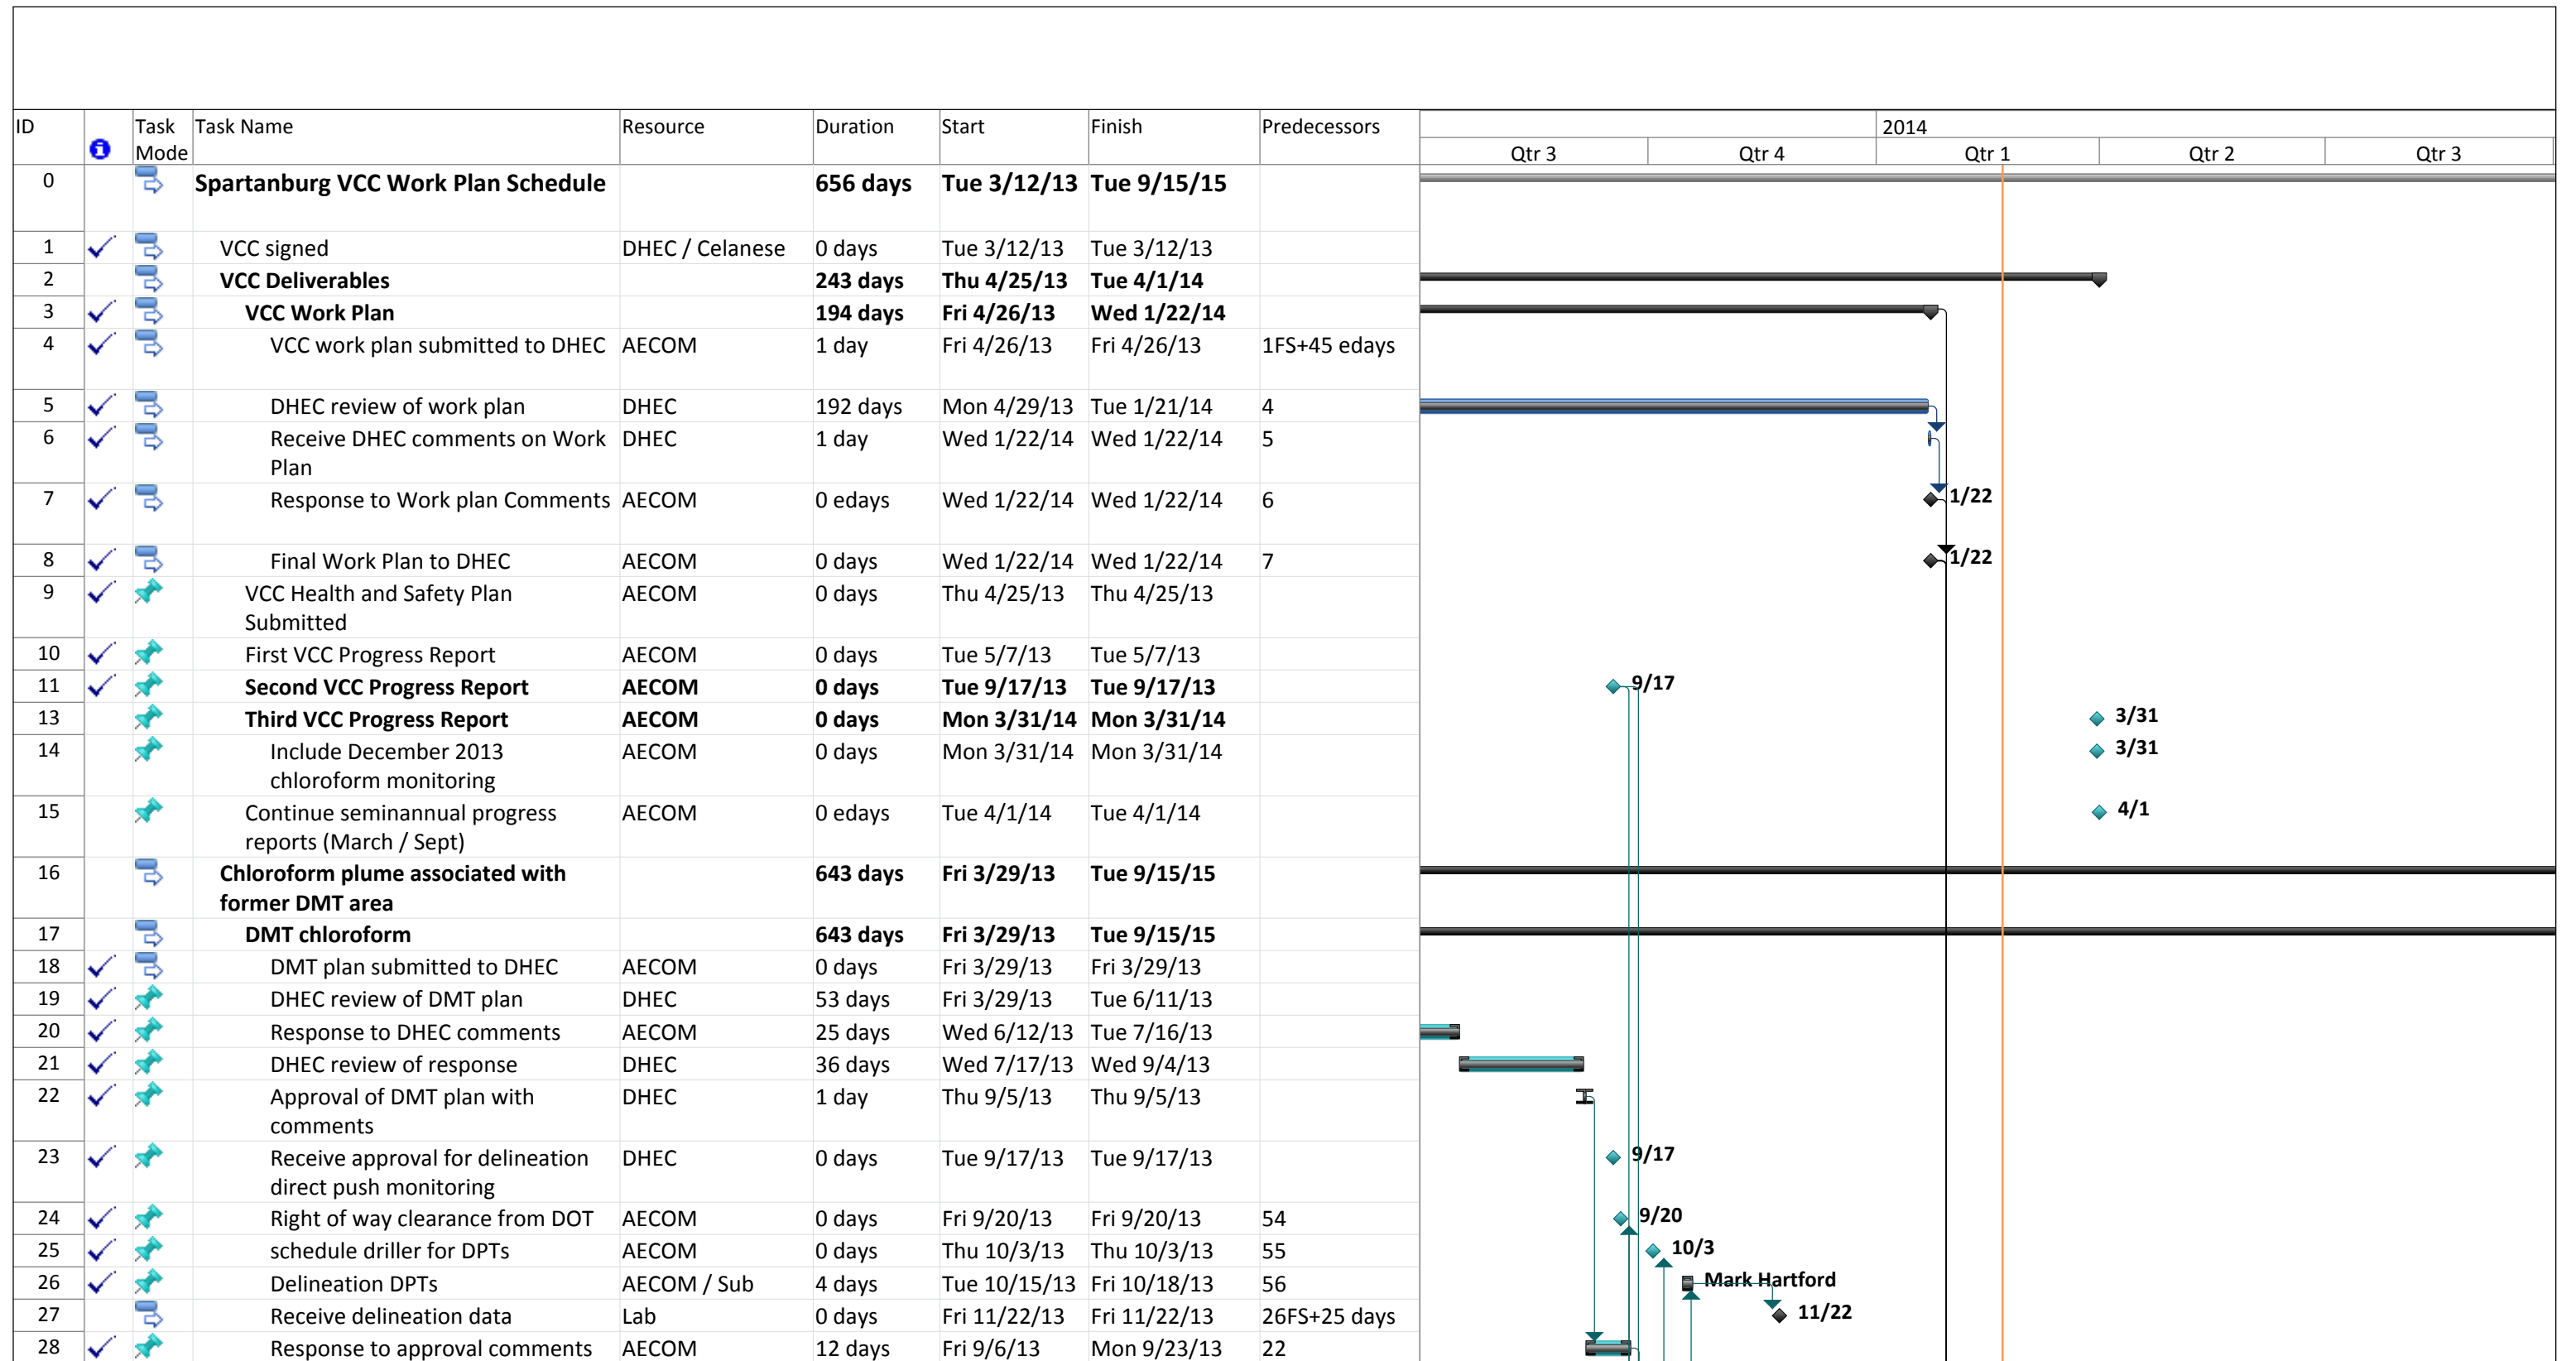 ID Task Mode Task Name Resource Duration Start Finish Predecessors 2014
Qtr 3 Qtr 4 Qtr 1 Qtr 2 Qtr 3
0 Spartanburg VCC Work Plan Schedule 656 days Tue 3/12/13 Tue 9/15/15
1 VCC signed DHEC / Celanese 0 days Tue 3/12/13 Tue 3/12/13
2 VCC Deliverables 243 days Thu 4/25/13 Tue 4/1/14
3 VCC Work Plan 194 days Fri 4/26/13 Wed 1/22/14
4 VCC work plan submitted to DHEC AECOM 1 day Fri 4/26/13 Fri 4/26/13 1FS+45 edays
5 DHEC review of work plan DHEC 192 days Mon 4/29/13 Tue 1/21/14 4
6 Receive DHEC comments on Work DHEC 1 day Wed 1/22/14 Wed 1/22/14 5
Plan
7 Response to Work plan Comments AECOM 0 edays Wed 1/22/14 Wed 1/22/14 6 1/22
8 Final Work Plan to DHEC AECOM 0 days Wed 1/22/14 Wed 1/22/14 7 1/22
9 VCC Health and Safety Plan AECOM 0 days Thu 4/25/13 Thu 4/25/13
Submitted
10 First VCC Progress Report AECOM 0 days Tue 5/7/13 Tue 5/7/13
11 Second VCC Progress Report AECOM 0 days Tue 9/17/13 Tue 9/17/13 9/17
13 Third VCC Progress Report AECOM 0 days Mon 3/31/14 Mon 3/31/14 3/31
14 Include December 2013 AECOM 0 days Mon 3/31/14 Mon 3/31/14 3/31
chloroform monitoring
15 Continue seminannual progress AECOM 0 edays Tue 4/1/14 Tue 4/1/14 4/1
reports (March / Sept)
16 Chloroform plume associated with 643 days Fri 3/29/13 Tue 9/15/15
former DMT area
17 DMT chloroform 643 days Fri 3/29/13 Tue 9/15/15
18 DMT plan submitted to DHEC AECOM 0 days Fri 3/29/13 Fri 3/29/13
19 DHEC review of DMT plan DHEC 53 days Fri 3/29/13 Tue 6/11/13
20 Response to DHEC comments AECOM 25 days Wed 6/12/13 Tue 7/16/13
21 DHEC review of response DHEC 36 days Wed 7/17/13 Wed 9/4/13
22 Approval of DMT plan with DHEC 1 day Thu 9/5/13 Thu 9/5/13
comments
23 Receive approval for delineation DHEC 0 days Tue 9/17/13 Tue 9/17/13 9/17
direct push monitoring
24 Right of way clearance from DOT AECOM 0 days Fri 9/20/13 Fri 9/20/13 54 9/20
25 schedule driller for DPTs AECOM 0 days Thu 10/3/13 Thu 10/3/13 55 10/3
26 Delineation DPTs AECOM / Sub 4 days Tue 10/15/13 Fri 10/18/13 56 Mark Hartford
27 Receive delineation data Lab 0 days Fri 11/22/13 Fri 11/22/13 26FS+25 days 11/22
28 Response to approval comments AECOM 12 days Fri 9/6/13 Mon 9/23/13 22